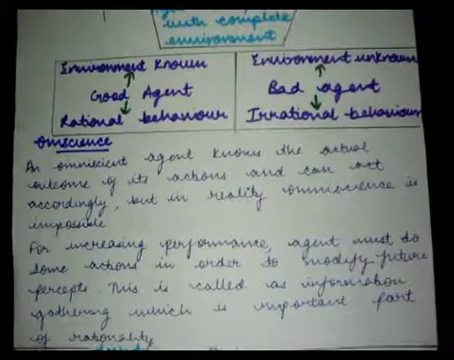 with complete
environment
Environment Known
Good Agent
Rational behaviour
Environment unknown
Bad agent
Irrational behaviour
Omscience
An omniscient agent knows the actual
outcome of its actions and can act
accordingly, but in reality omniscience is
impossible
For increasing performance, agent must do
some actions in order to modify future
percepts. This is called as information
gathering which is important part
of rationality